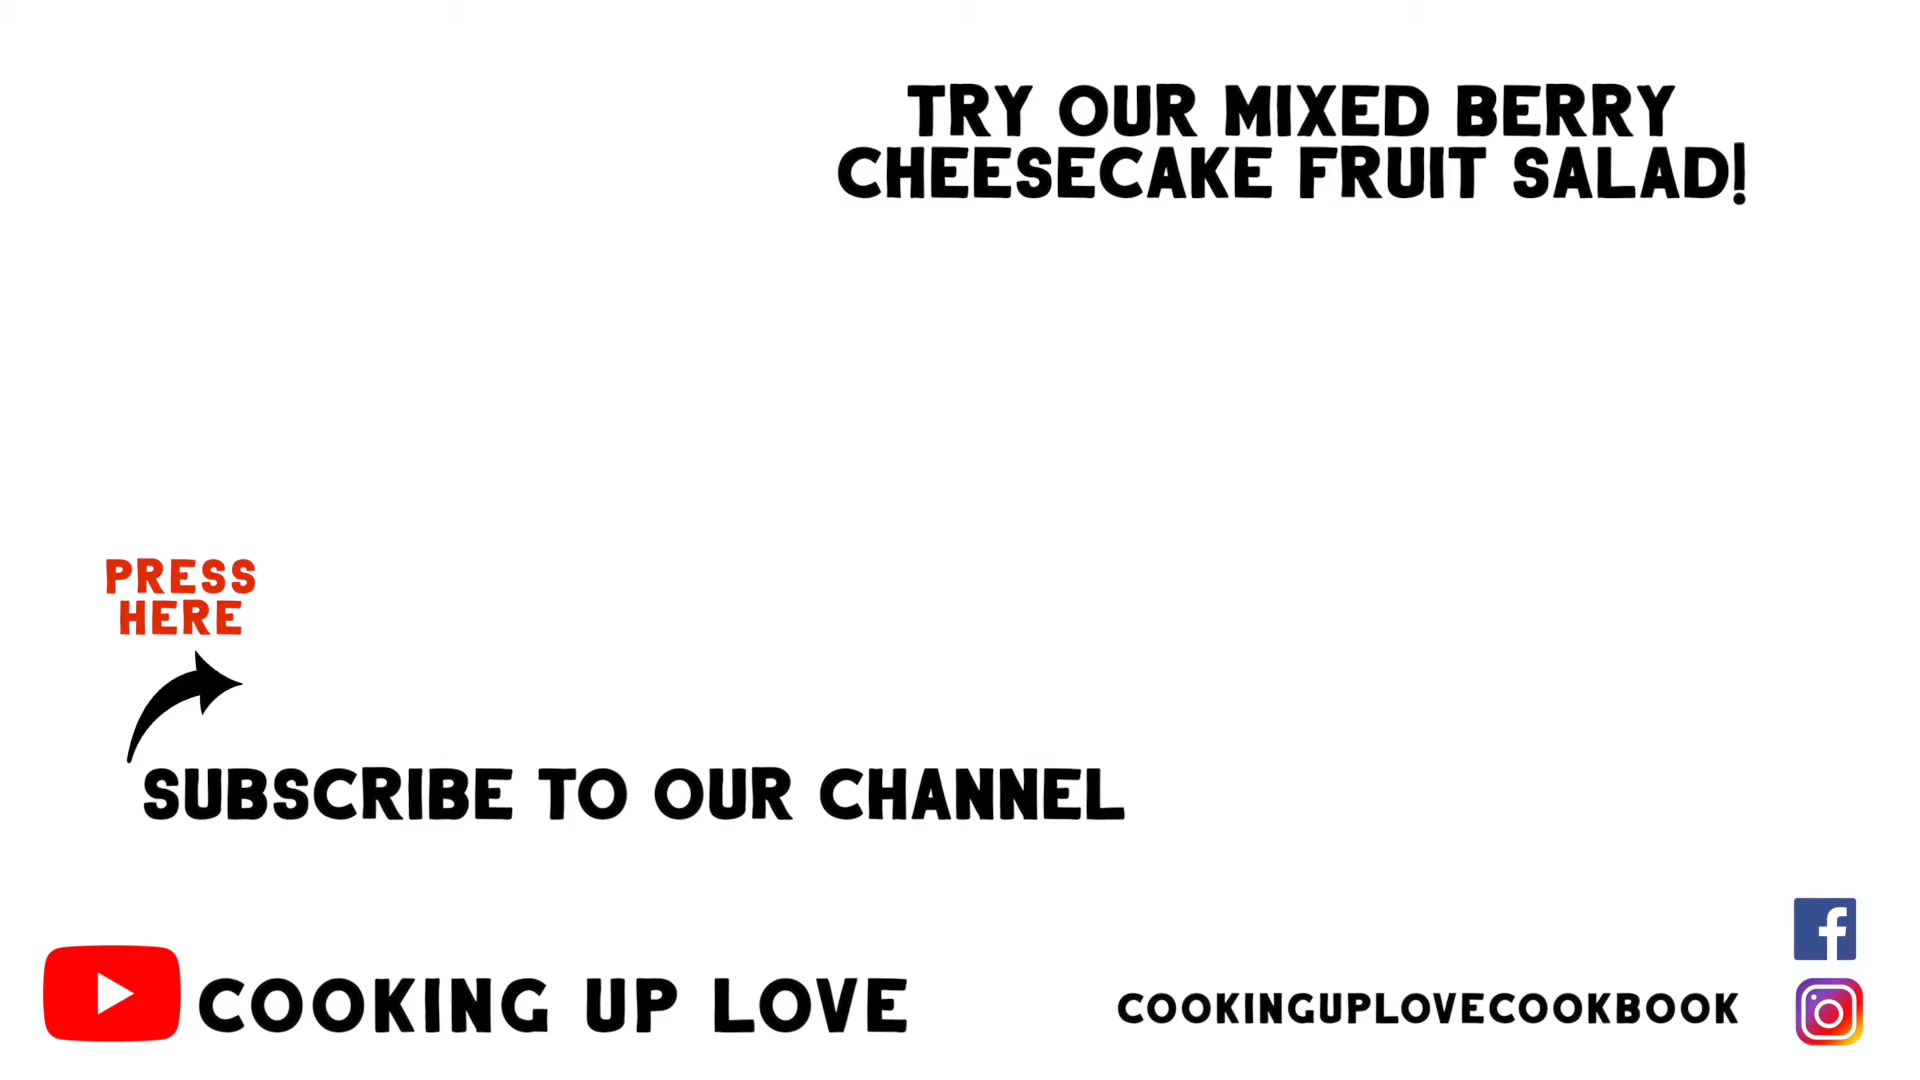 TRY OUR MIXED BERRY
CHEESECAKE FRUIT SALAD!
PRESS
HERE
SUBSCRIBE TO OUR CHANNEL
COOKING UP LOVE
COOKINGUPLOVECOOKBOOK